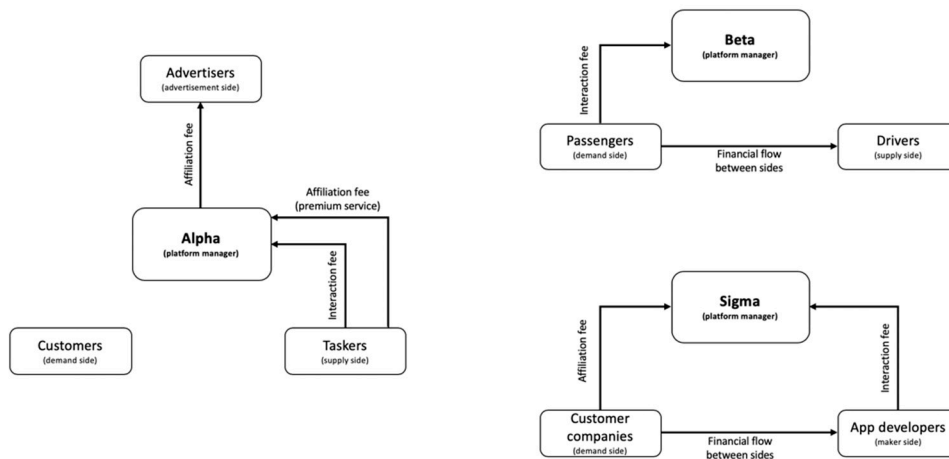 Advertisers
(advertisement side)
Affiliation fee
Affiliation fee
(premium service)
Alpha
(platform manager)
Interaction fee
Customers
(demand side)
Taskers
(supply side)
Beta
(platform manager)
Interaction fee
Passengers
(demand side)
Financial flow
between sides
Drivers
(supply side)
Sigma
(platform manager)
Affiliation fee
Interaction fee
Customer
companies
(demand side)
Financial flow
between sides
App developers
(maker side)